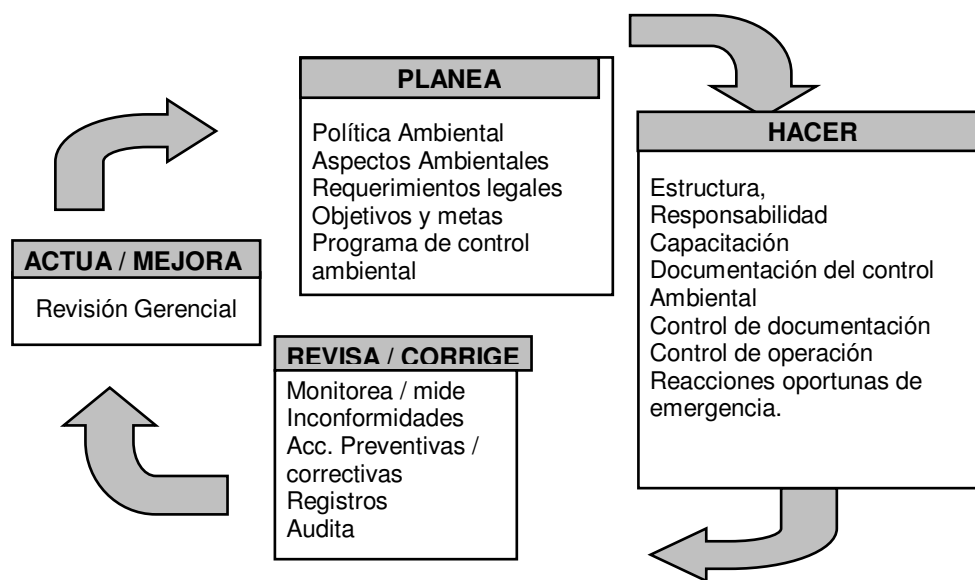 PLANEA
Política Ambiental
Aspectos Ambientales
Requerimientos legales
Objetivos y metas
Programa de control
ambiental
HACER
Estructura,
Responsabilidad
Capacitación
Documentación del control
Ambiental
Control de documentación
Control de operación
Reacciones oportunas de
emergencia.
REVISA / CORRIGE
Monitorea / mide
Inconformidades
Acc. Preventivas /
correctivas
Registros
Audita
ACTUA / MEJORA
Revisión Gerencial